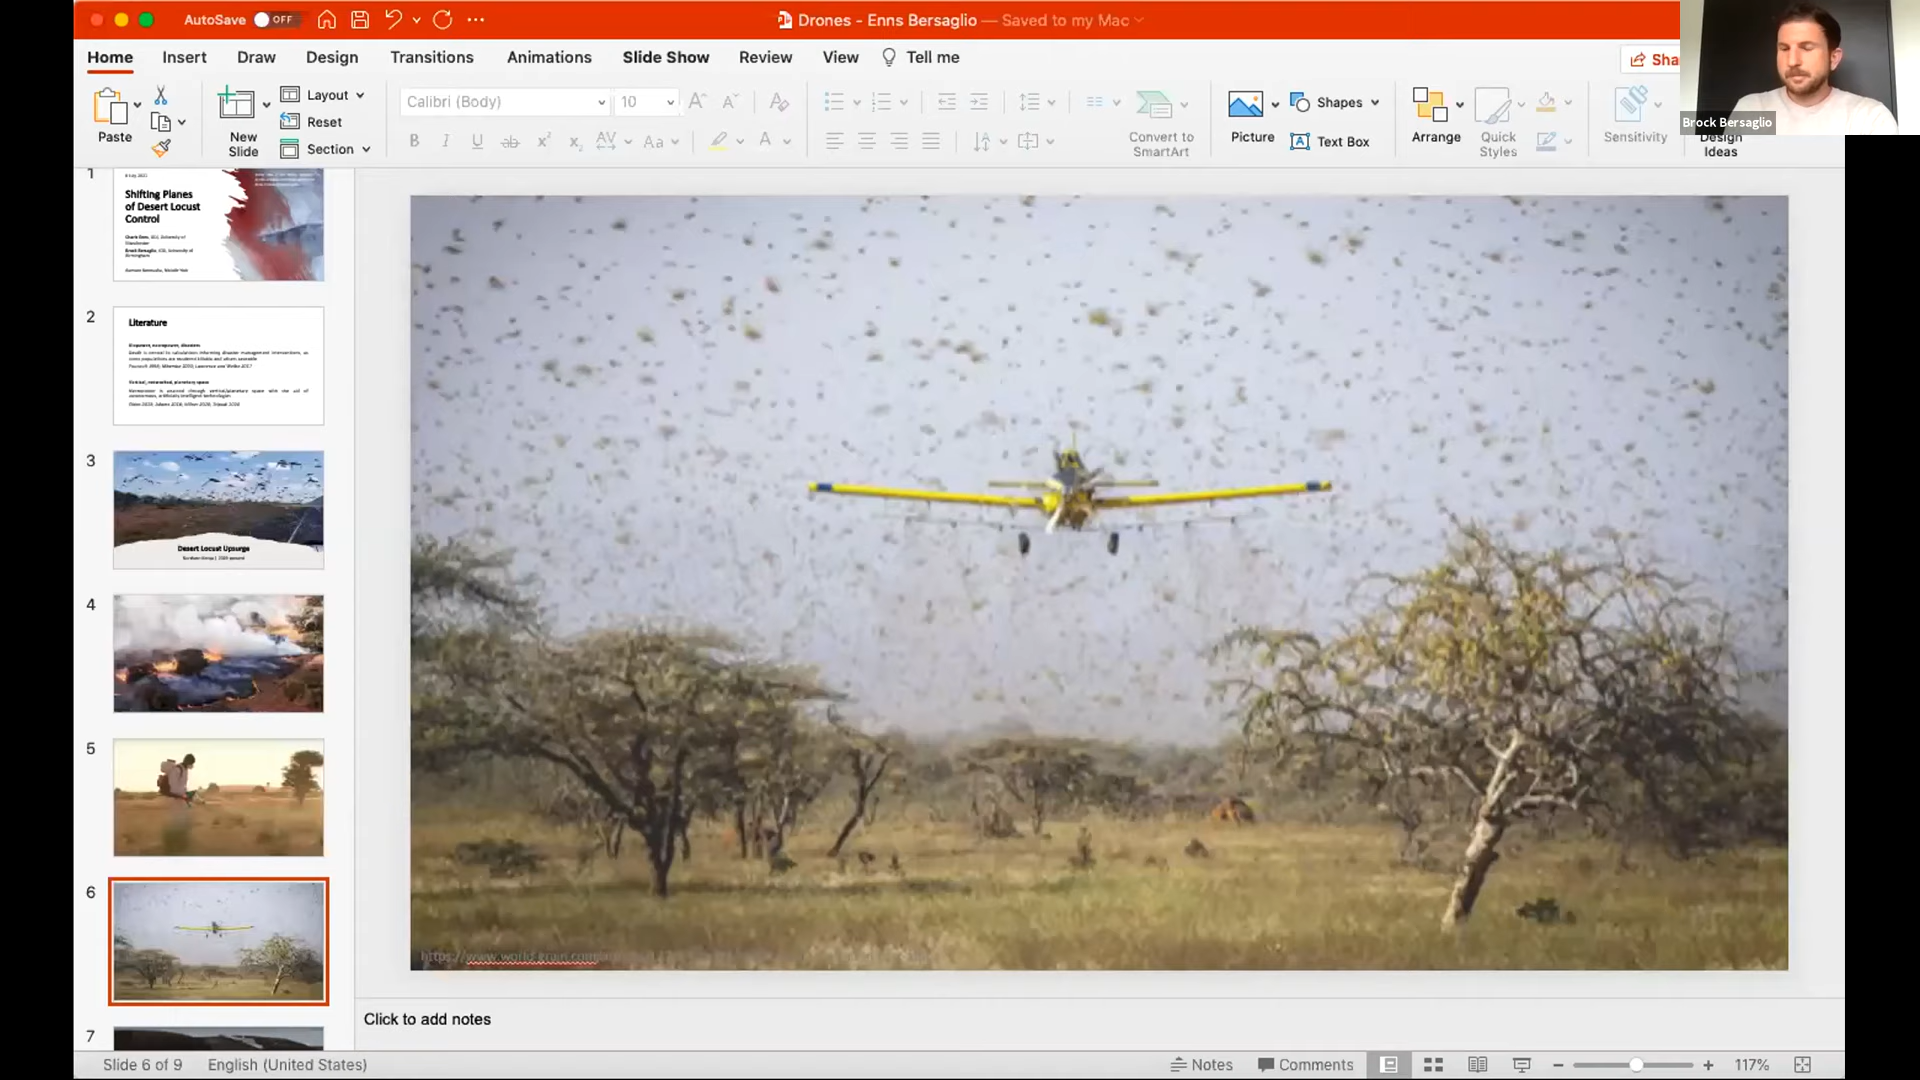 AutoSave OFF
Drones - Enns Bersaglio — Saved to my Mac
Home Insert Draw Design Transitions Animations Slide Show Review View Tell me
Sha
Brock Bersaglio
Paste
New Slide
Layout
Reset
Section
Calibri (Body) 10
Convert to SmartArt
Picture
Shapes
Text Box
Arrange
Quick Styles
Sensitivity
Design Ideas
1
Shifting Planes
of Desert Locust
Control
2
Literature
3
Desert Locust Upsurge
4
5
6
7
Click to add notes
Slide 6 of 9 English (United States) Notes Comments 117%